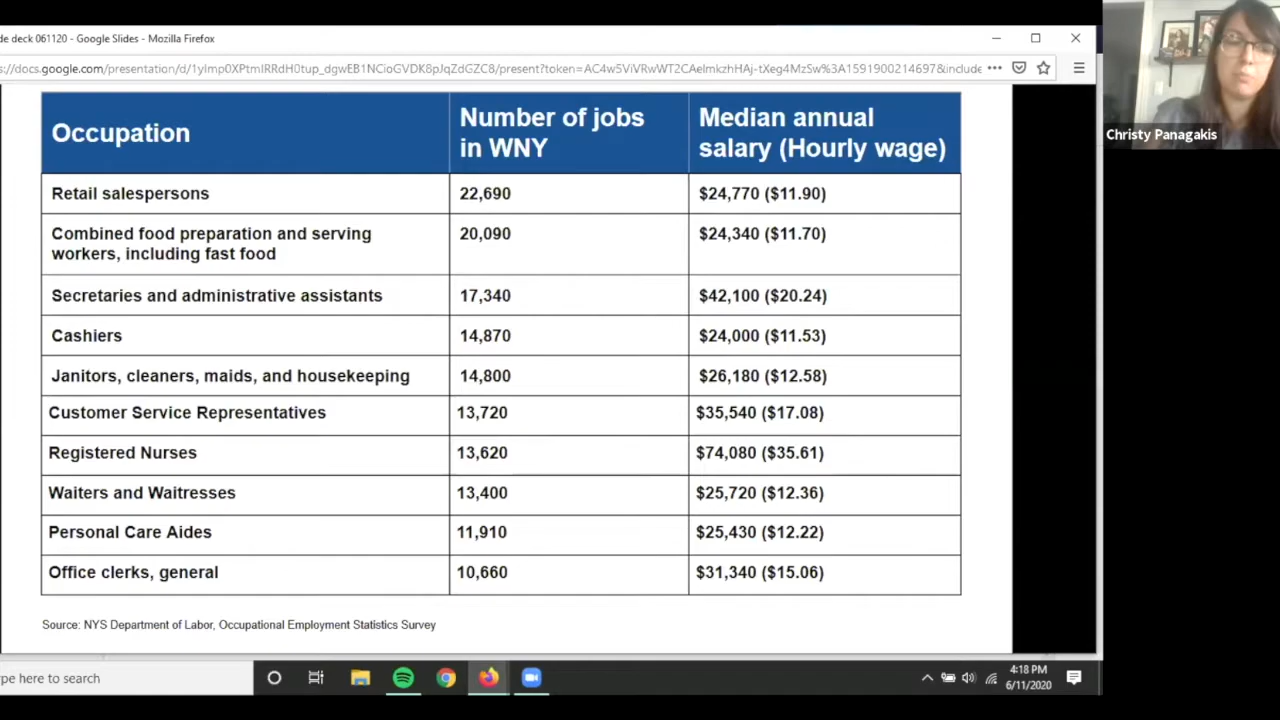 de deck 061120 - Google Slides - Mozilla Firefox
s://docs.google.com/presentation/d/1yImp0XPtmIRRdH0tup_dgwEB1NCioGVDK8pJqZdGZC8/present?token=AC4w5ViVRwWT2CAelmkzhHAj-tXeg4MzSw%3A1591900214697&include
Christy Panagakis
Occupation
Number of jobs
in WNY
Median annual
salary (Hourly wage)
Retail salespersons 22,690 $24,770 ($11.90)
Combined food preparation and serving 20,090 $24,340 ($11.70)
workers, including fast food
Secretaries and administrative assistants 17,340 $42,100 ($20.24)
Cashiers 14,870 $24,000 ($11.53)
Janitors, cleaners, maids, and housekeeping 14,800 $26,180 ($12.58)
Customer Service Representatives 13,720 $35,540 ($17.08)
Registered Nurses 13,620 $74,080 ($35.61)
Waiters and Waitresses 13,400 $25,720 ($12.36)
Personal Care Aides 11,910 $25,430 ($12.22)
Office clerks, general 10,660 $31,340 ($15.06)
Source: NYS Department of Labor, Occupational Employment Statistics Survey
pe here to search
4:18 PM
6/11/2020